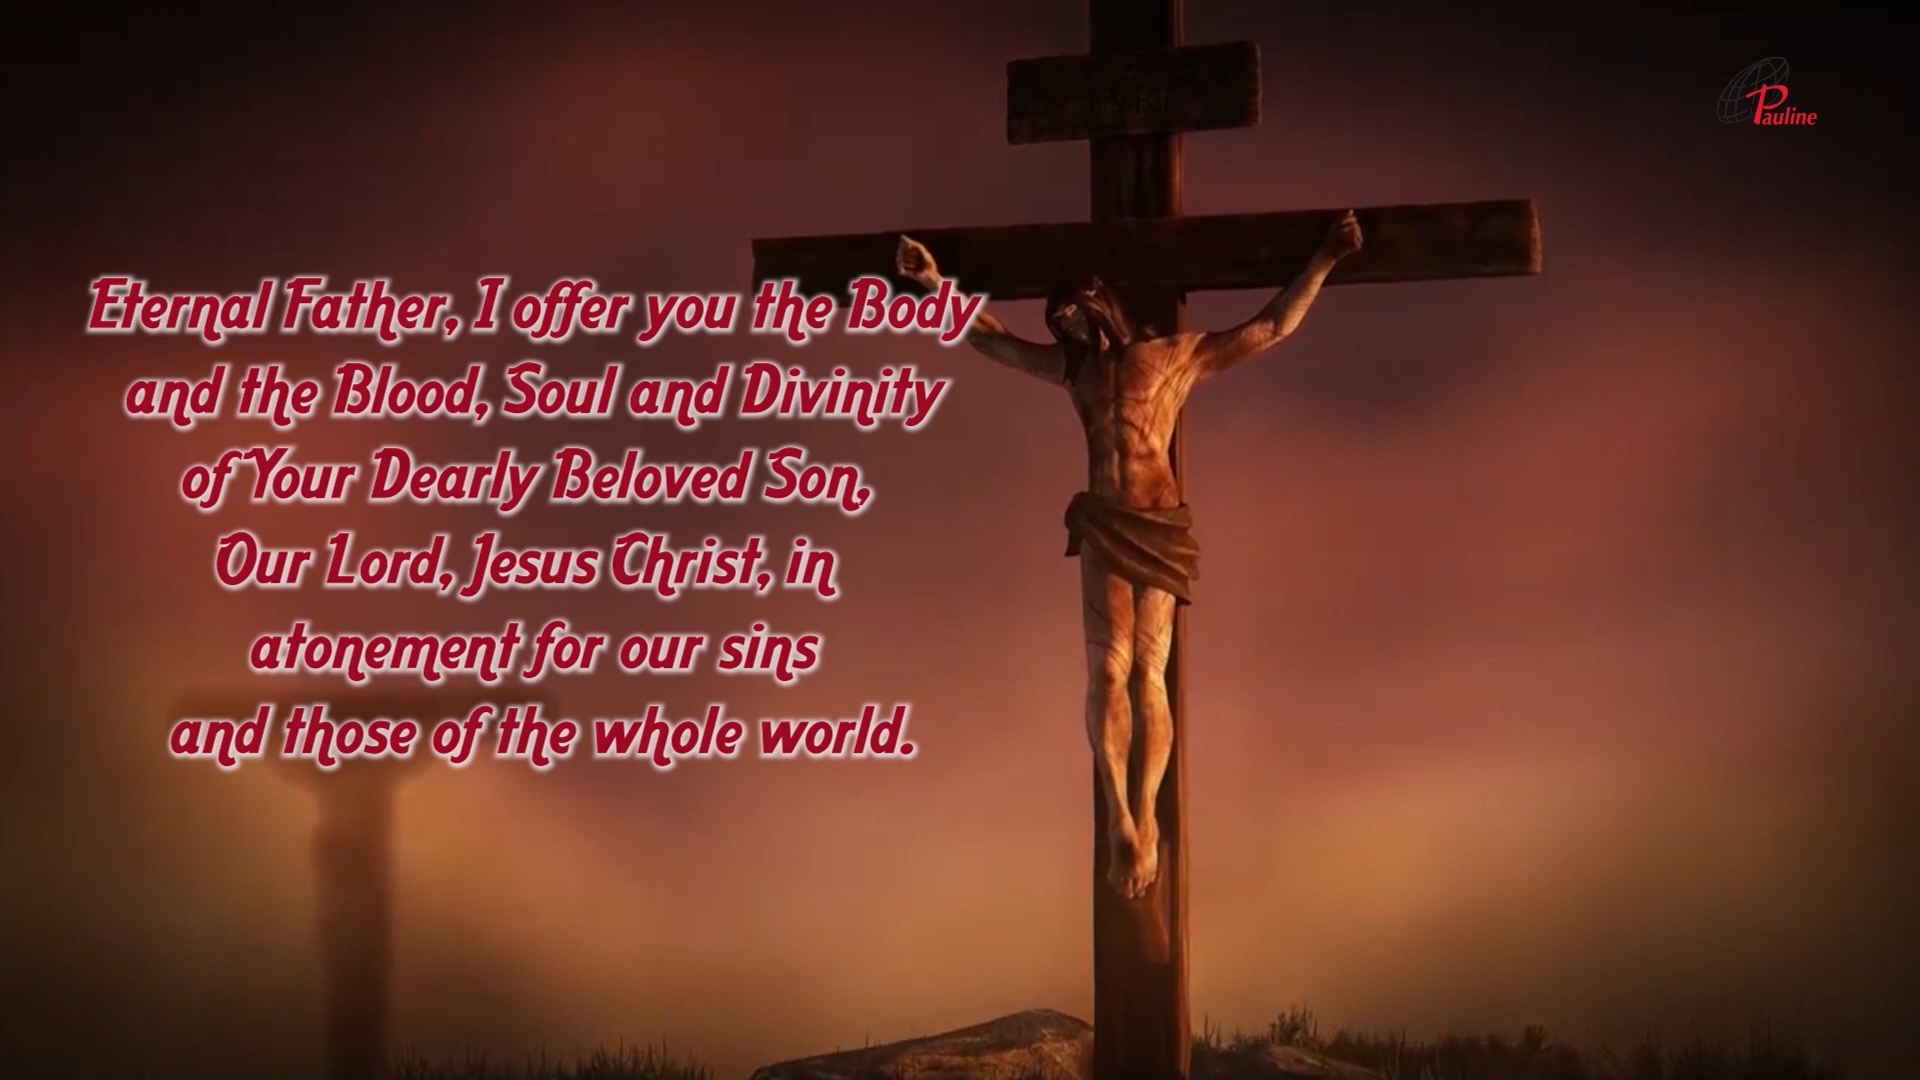 Eternal Father, I offer you the Body
and the Blood, Soul and Divinity
of Your Dearly Beloved Son,
Our Lord, Jesus Christ, in
atonement for our sins
and those of the whole world.
Pauline